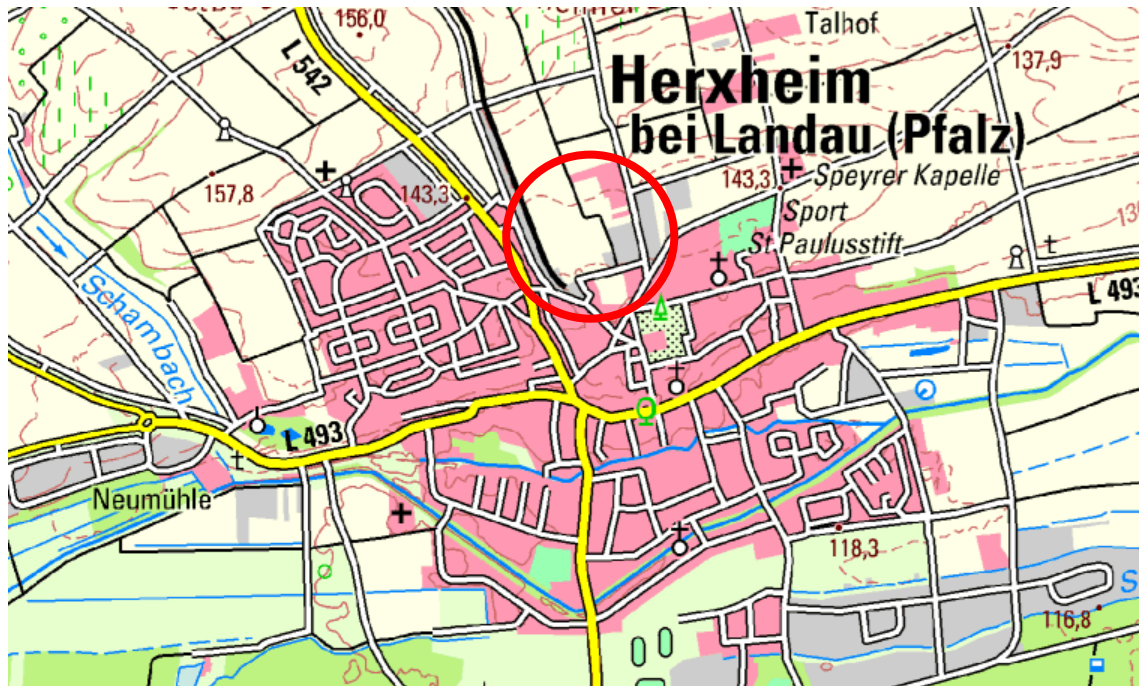 156,0
Talhof
L 542
137,9
Herxheim
bei Landau (Pfalz)
157,8
143,3
143,3
Speyrer Kapelle
Sport
St.Paulusstift
Schambach
L 493
L 493
Neumühle
118,3
116,8
S